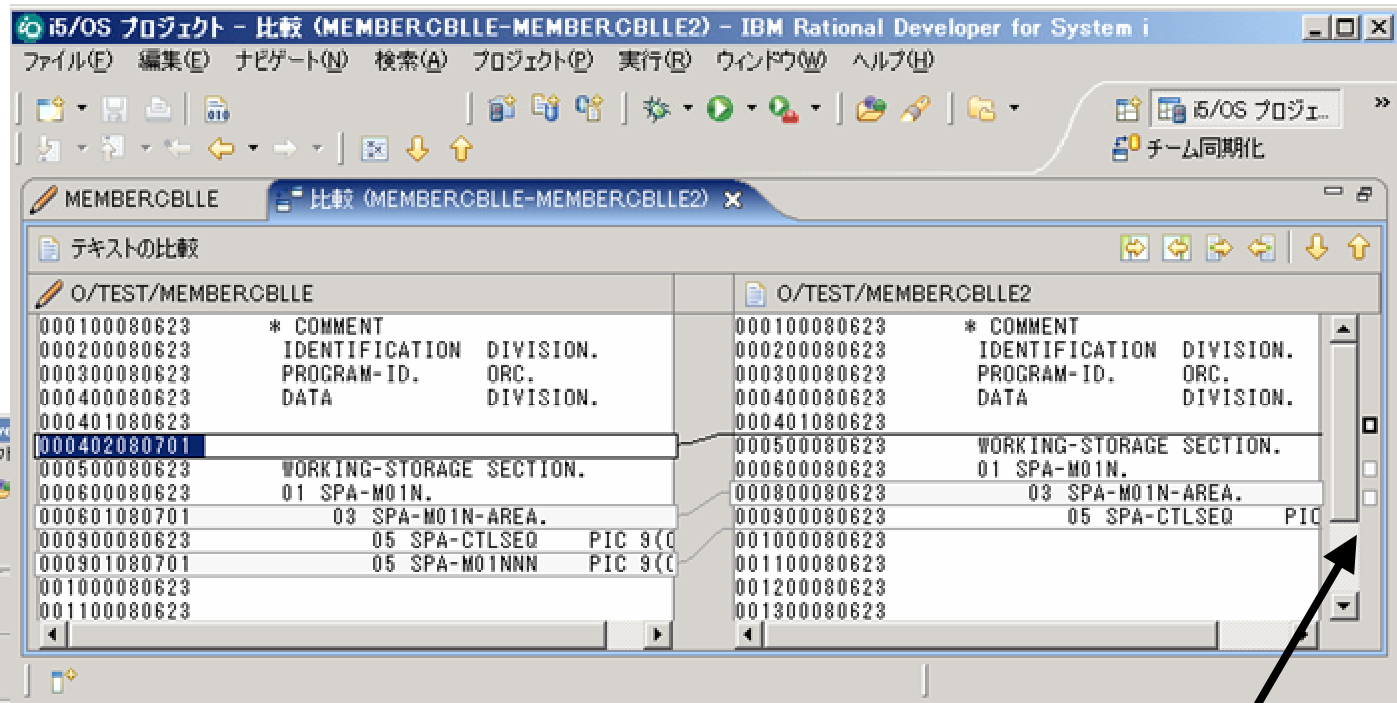 i5/OS プロジェクト - 比較 (MEMBERCBLLE-MEMBERCBLLE2) - IBM Rational Developer for System i
ファイル(F) 編集(E) ナビゲート(N) 検索(A) プロジェクト(P) 実行(R) ウィンドウ(W) ヘルプ(H)
i5/OS プロジェ...
チーム同期化
MEMBERCBLLE 比較 (MEMBERCBLLE-MEMBERCBLLE2)
テキストの比較
O/TEST/MEMBERCBLLE
000100080623 * COMMENT
000200080623 IDENTIFICATION DIVISION.
000300080623 PROGRAM-ID. ORC.
000400080623 DATA DIVISION.
000401080623
000402080701
000500080623 WORKING-STORAGE SECTION.
000600080623 01 SPA-M01N.
000601080701 03 SPA-M01N-AREA.
000900080623 05 SPA-CTLSEQ PIC 9(
000901080701 05 SPA-M01NNN PIC 9(
001000080623
001100080623
O/TEST/MEMBERCBLLE2
000100080623 * COMMENT
000200080623 IDENTIFICATION DIVISION.
000300080623 PROGRAM-ID. ORC.
000400080623 DATA DIVISION.
000401080623
000500080623 WORKING-STORAGE SECTION.
000600080623 01 SPA-M01N.
000800080623 03 SPA-M01N-AREA.
000900080623 05 SPA-CTLSEQ PIC
001000080623
001100080623
001200080623
001300080623